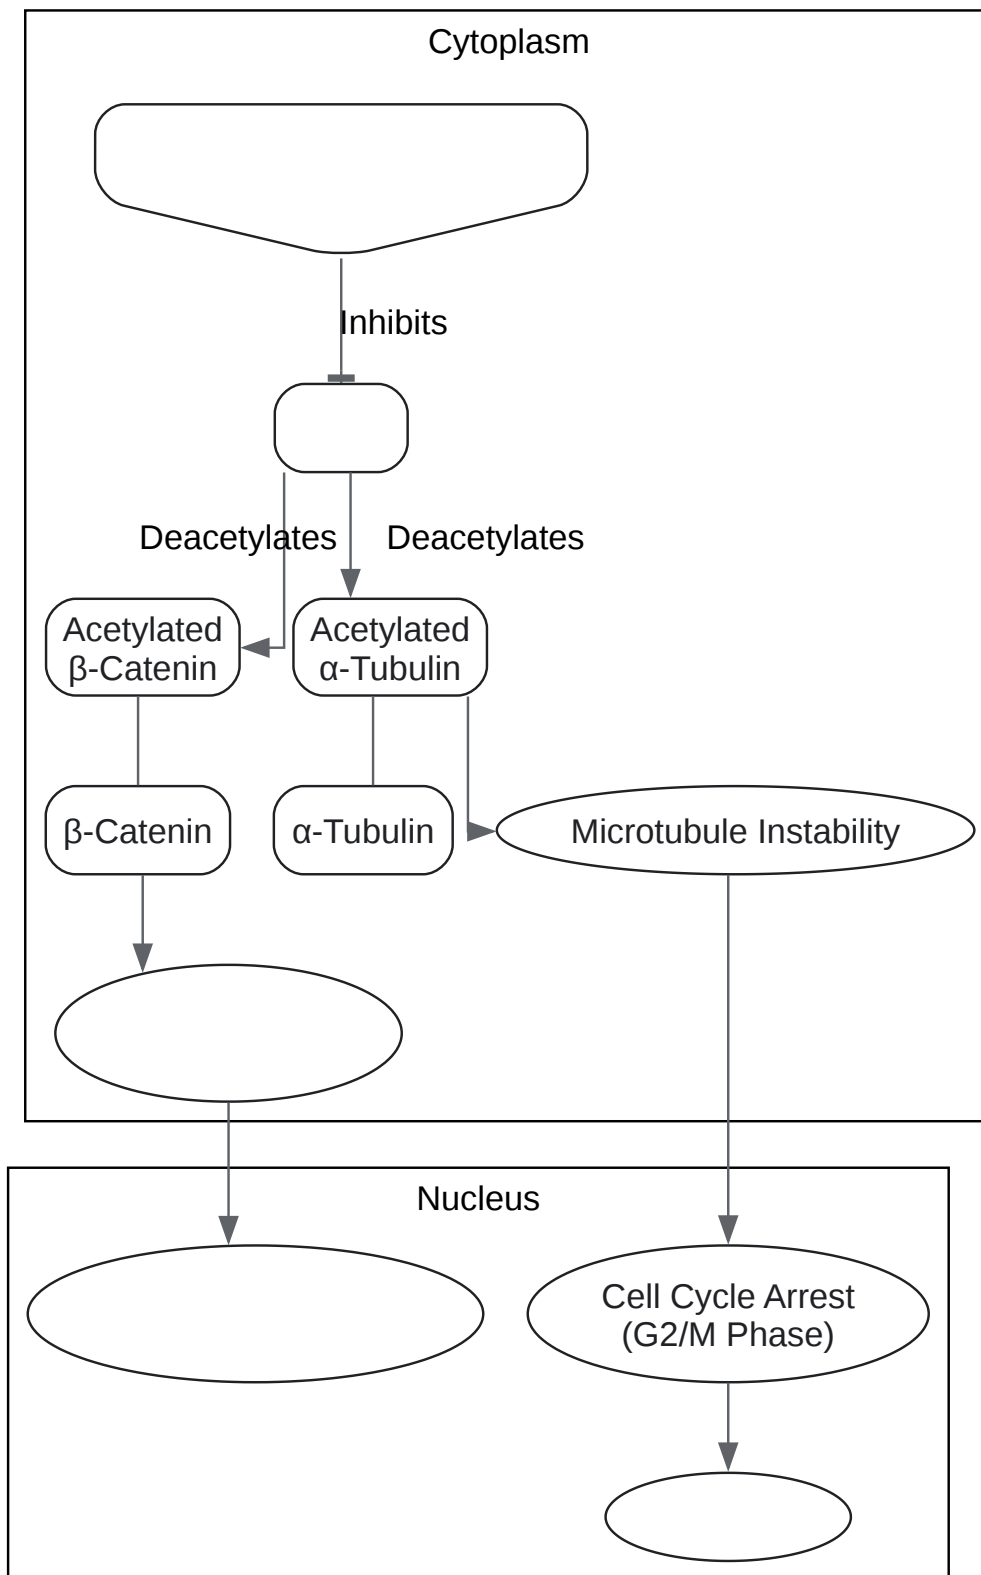 Cytoplasm
Inhibits
Deacetylates
Deacetylates
Acetylated
β-Catenin
Acetylated
α-Tubulin
β-Catenin
α-Tubulin
Microtubule Instability
Nucleus
Cell Cycle Arrest
(G2/M Phase)